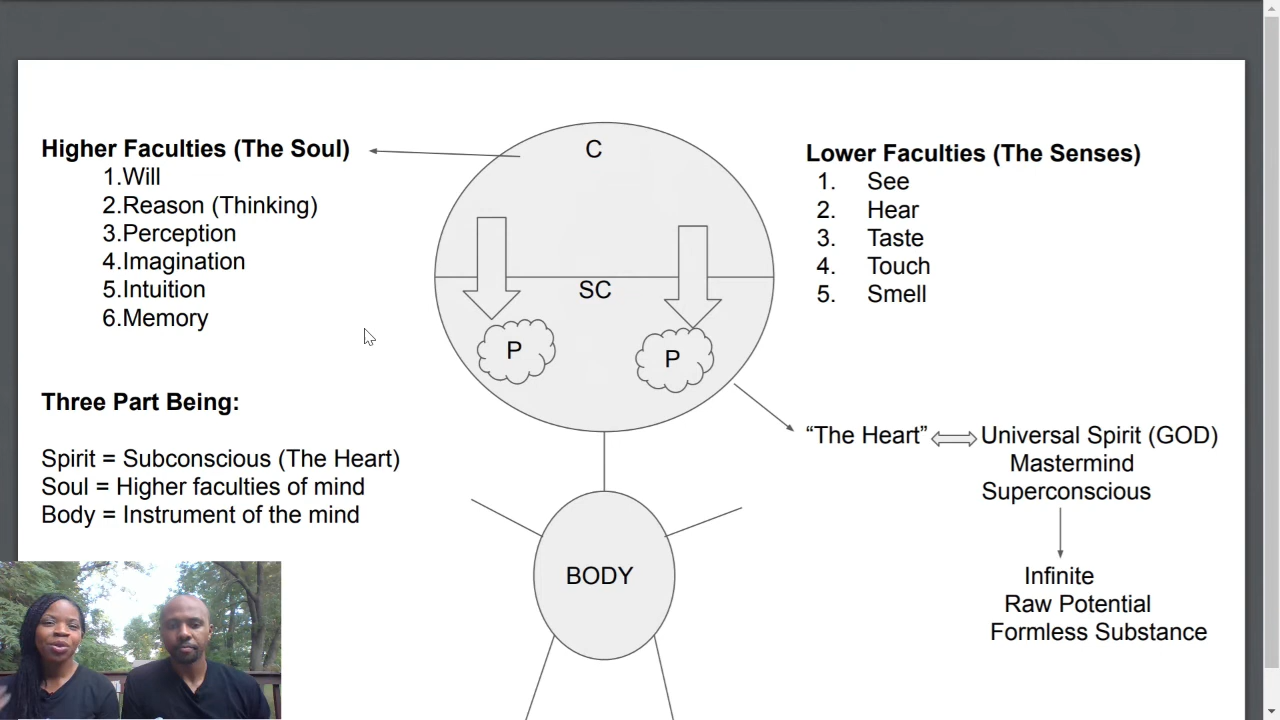 Higher Faculties (The Soul)
1.Will
2.Reason (Thinking)
3.Perception
4.Imagination
5.Intuition
6.Memory
Three Part Being:
Spirit = Subconscious (The Heart)
Soul = Higher faculties of mind
Body = Instrument of the mind
C
SC
P
P
BODY
Lower Faculties (The Senses)
1. See
2. Hear
3. Taste
4. Touch
5. Smell
“The Heart”
Universal Spirit (GOD)
Mastermind
Superconscious
Infinite
Raw Potential
Formless Substance